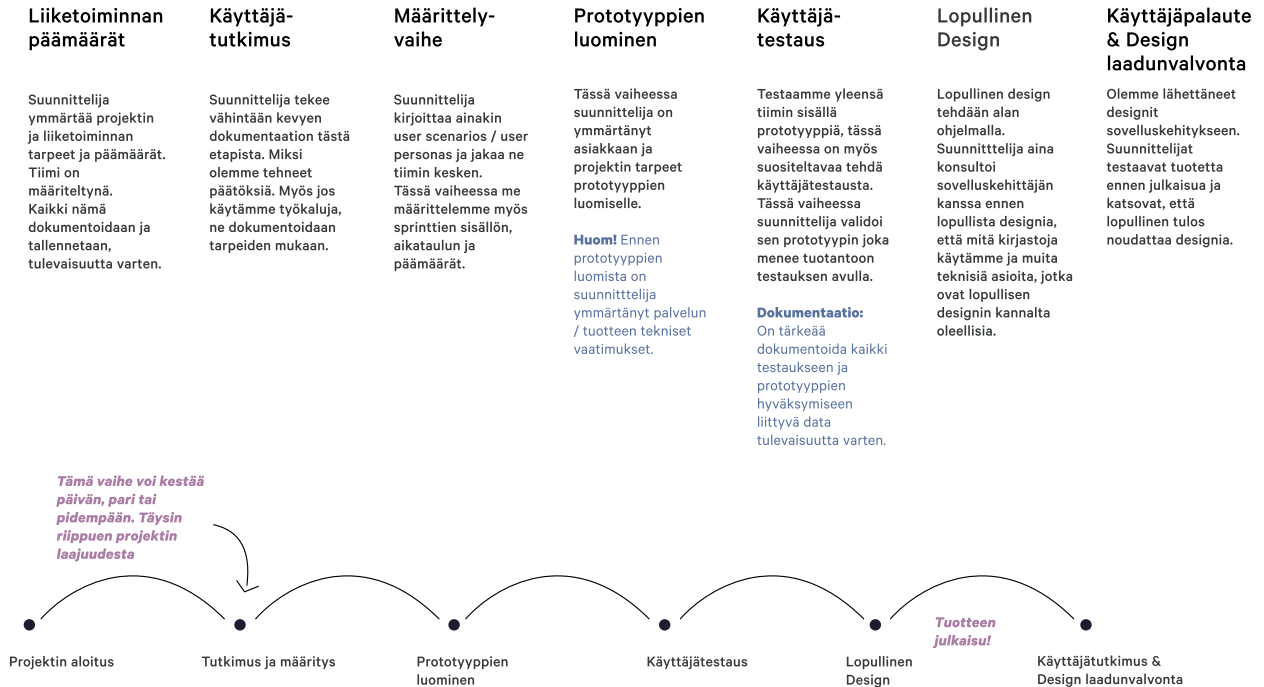 Liiketoiminnan
päämäärät
Suunnittelija
ymmärtää projektin
ja liiketoiminnan
tarpeet ja päämäärät.
Tiimi on
määriteltynä.
Kaikki nämä
dokumentoidaan ja
tallennetaan,
tulevaisuutta varten.
Käyttäjä-
tutkimus
Suunnittelija tekee
vähintään kevyen
dokumentaation tästä
etapista. Miksi
olemme tehneet
päätöksiä. Myös jos
käytämme työkaluja,
ne dokumentoidaan
tarpeiden mukaan.
Määrittely-
vaihe
Suunnittelija
kirjoittaa ainakin
user scenarios / user
personas ja jakaa ne
tiimin kesken.
Tässä vaiheessa me
määrittelemme myös
sprinttien sisällön,
aikataulun ja
päämäärät.
Prototyyppien
luominen
Tässä vaiheessa
suunnittelija on
ymmärtänyt
asiakkaan ja
projektin tarpeet
prototyyppien
luomiselle.
Huom! Ennen
prototyyppien
luomista on
suunnitttelija
ymmärtänyt palvelun
/ tuotteen tekniset
vaatimukset.
Käyttäjä-
testaus
Testaamme yleensä
tiimin sisällä
prototyyppiä, tässä
vaiheessa on myös
suositeltavaa tehdä
käyttäjätestausta.
Tässä vaiheessa
suunnittelija validoi
sen prototyypin joka
menee tuotantoon
testauksen avulla.
Dokumentaatio:
On tärkeää
dokumentoida kaikki
testaukseen ja
prototyyppien
hyväksymiseen
liittyvä data
tulevaisuutta varten.
Lopullinen
Design
Lopullinen design
tehdään alan
ohjelmalla.
Suunnitttelija aina
konsultoi
sovelluskehittäjän
kanssa ennen
lopullista designia,
että mitä kirjastoja
käytämme ja muita
teknisiä asioita, jotka
ovat lopullisen
designin kannalta
oleellisia.
Käyttäjäpalaute
& Design
laadunvalvonta
Olemme lähettäneet
designit
sovelluskehitykseen.
Suunnittelijat
testaavat tuotetta
ennen julkaisua ja
katsovat, että
lopullinen tulos
noudattaa designia.
Tämä vaihe voi kestää
päivän, pari tai
pidempään. Täysin
riippuen projektin
laajuudesta
Tuotteen
julkaisu!
Projektin aloitus
Tutkimus ja määritys
Prototyyppien
luominen
Käyttäjätestaus
Lopullinen
Design
Käyttäjätutkimus &
Design laadunvalvonta